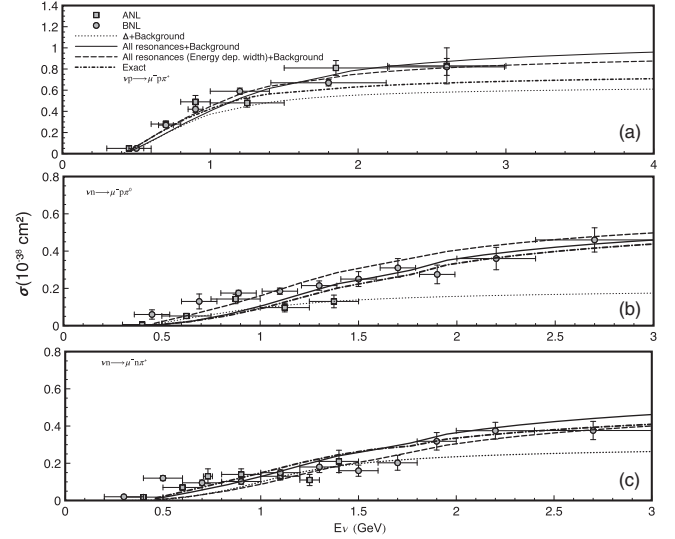 1.4
ANL
BNL
1.2
Δ+Background
1
All resonances+Background
All resonances (Energy dep. width)+Background
0.8
Exact
νp⟶μ⁻pπ⁺
0.6
0.4
0.2
(a)
0
0 1 2 3 4
0.8
νn⟶μ⁻pπ⁰
0.6
0.4
0.2
(b)
0
0.5 1 1.5 2 2.5 3
σ(10⁻³⁸ cm²)
0.8
νn⟶μ⁻nπ⁺
0.6
0.4
0.2
(c)
0
0 0.5 1 1.5 2 2.5 3
Eν (GeV)